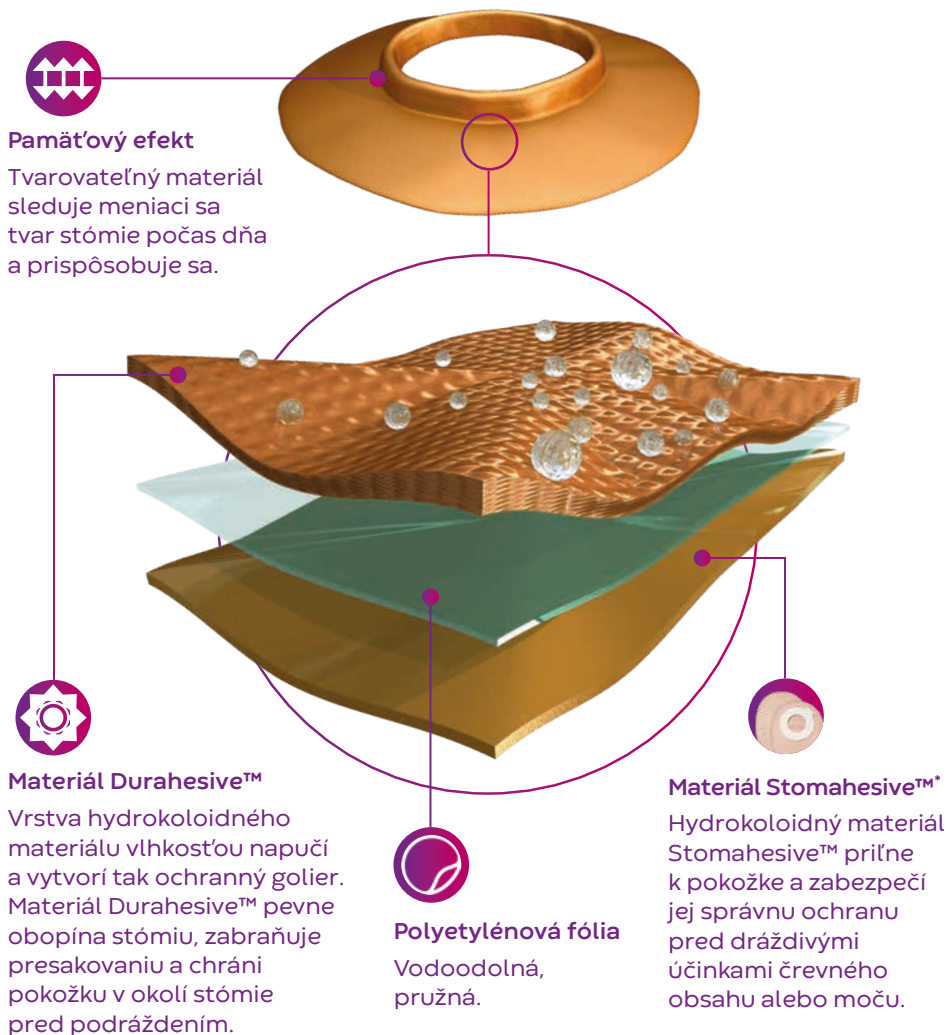 Pamäťový efekt
Tvarovateľný materiál
sleduje meniaci sa
tvar stómie počas dňa
a prispôsobuje sa.
Materiál Durahesive™
Vrstva hydrokoloidného
materiálu vlhkosťou napučí
a vytvorí tak ochranný golier.
Materiál Durahesive™ pevne
obopína stómiu, zabraňuje
presakovaniu a chráni
pokožku v okolí stómie
pred podráždením.
Polyetylénová fólia
Vodoodolná,
pružná.
Materiál Stomahesive™*
Hydrokoloidný materiál
Stomahesive™ priľne
k pokožke a zabezpečí
jej správnu ochranu
pred dráždivými
účinkami črevného
obsahu alebo moču.